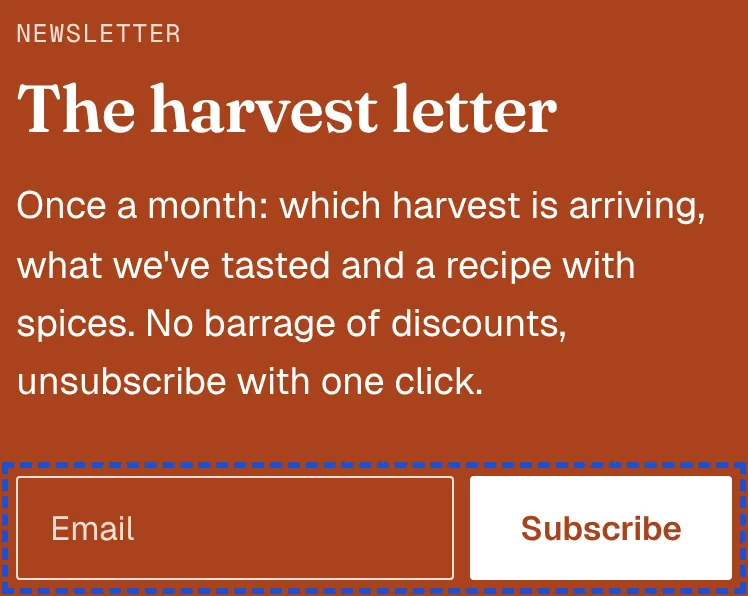 NEWSLETTER
The harvest letter
Once a month: which harvest is arriving,
what we've tasted and a recipe with
spices. No barrage of discounts,
unsubscribe with one click.
Email
Subscribe